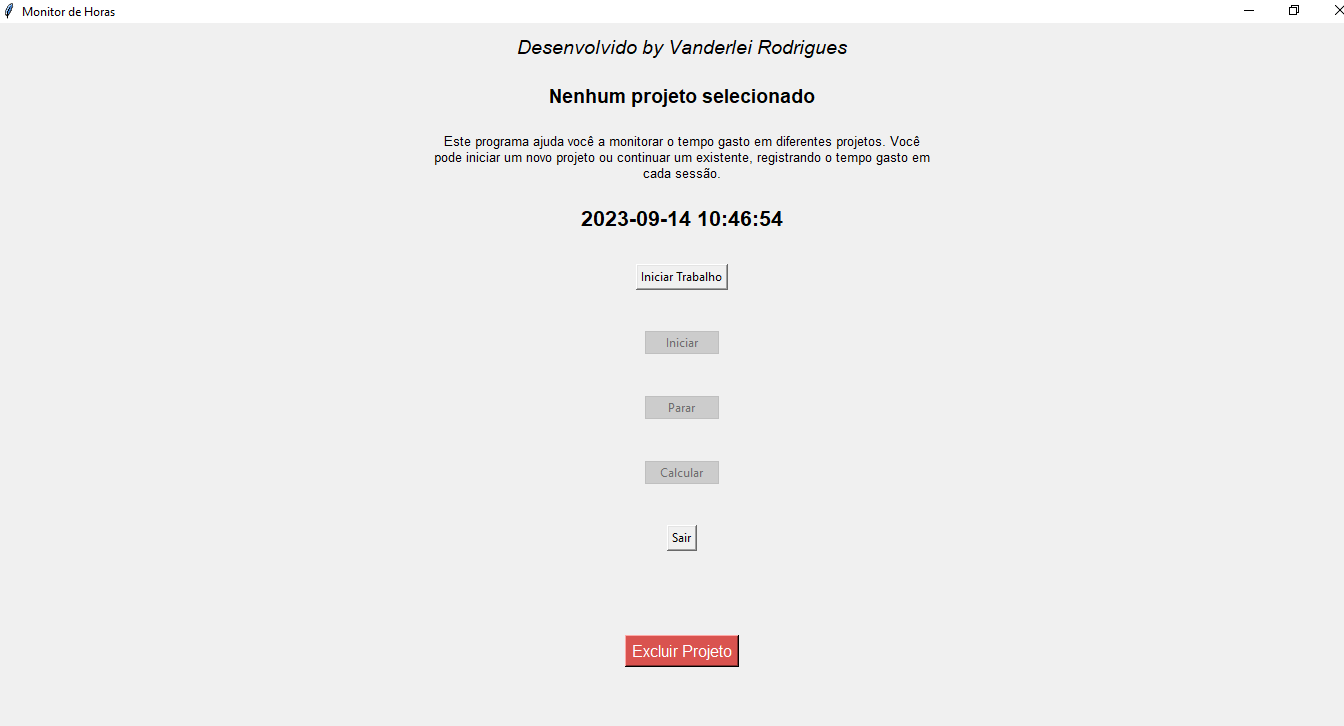 Monitor de Horas
Desenvolvido by Vanderlei Rodrigues
Nenhum projeto selecionado
Este programa ajuda você a monitorar o tempo gasto em diferentes projetos. Você
pode iniciar um novo projeto ou continuar um existente, registrando o tempo gasto em
cada sessão.
2023-09-14 10:46:54
Iniciar Trabalho
Iniciar
Parar
Calcular
Sair
Excluir Projeto